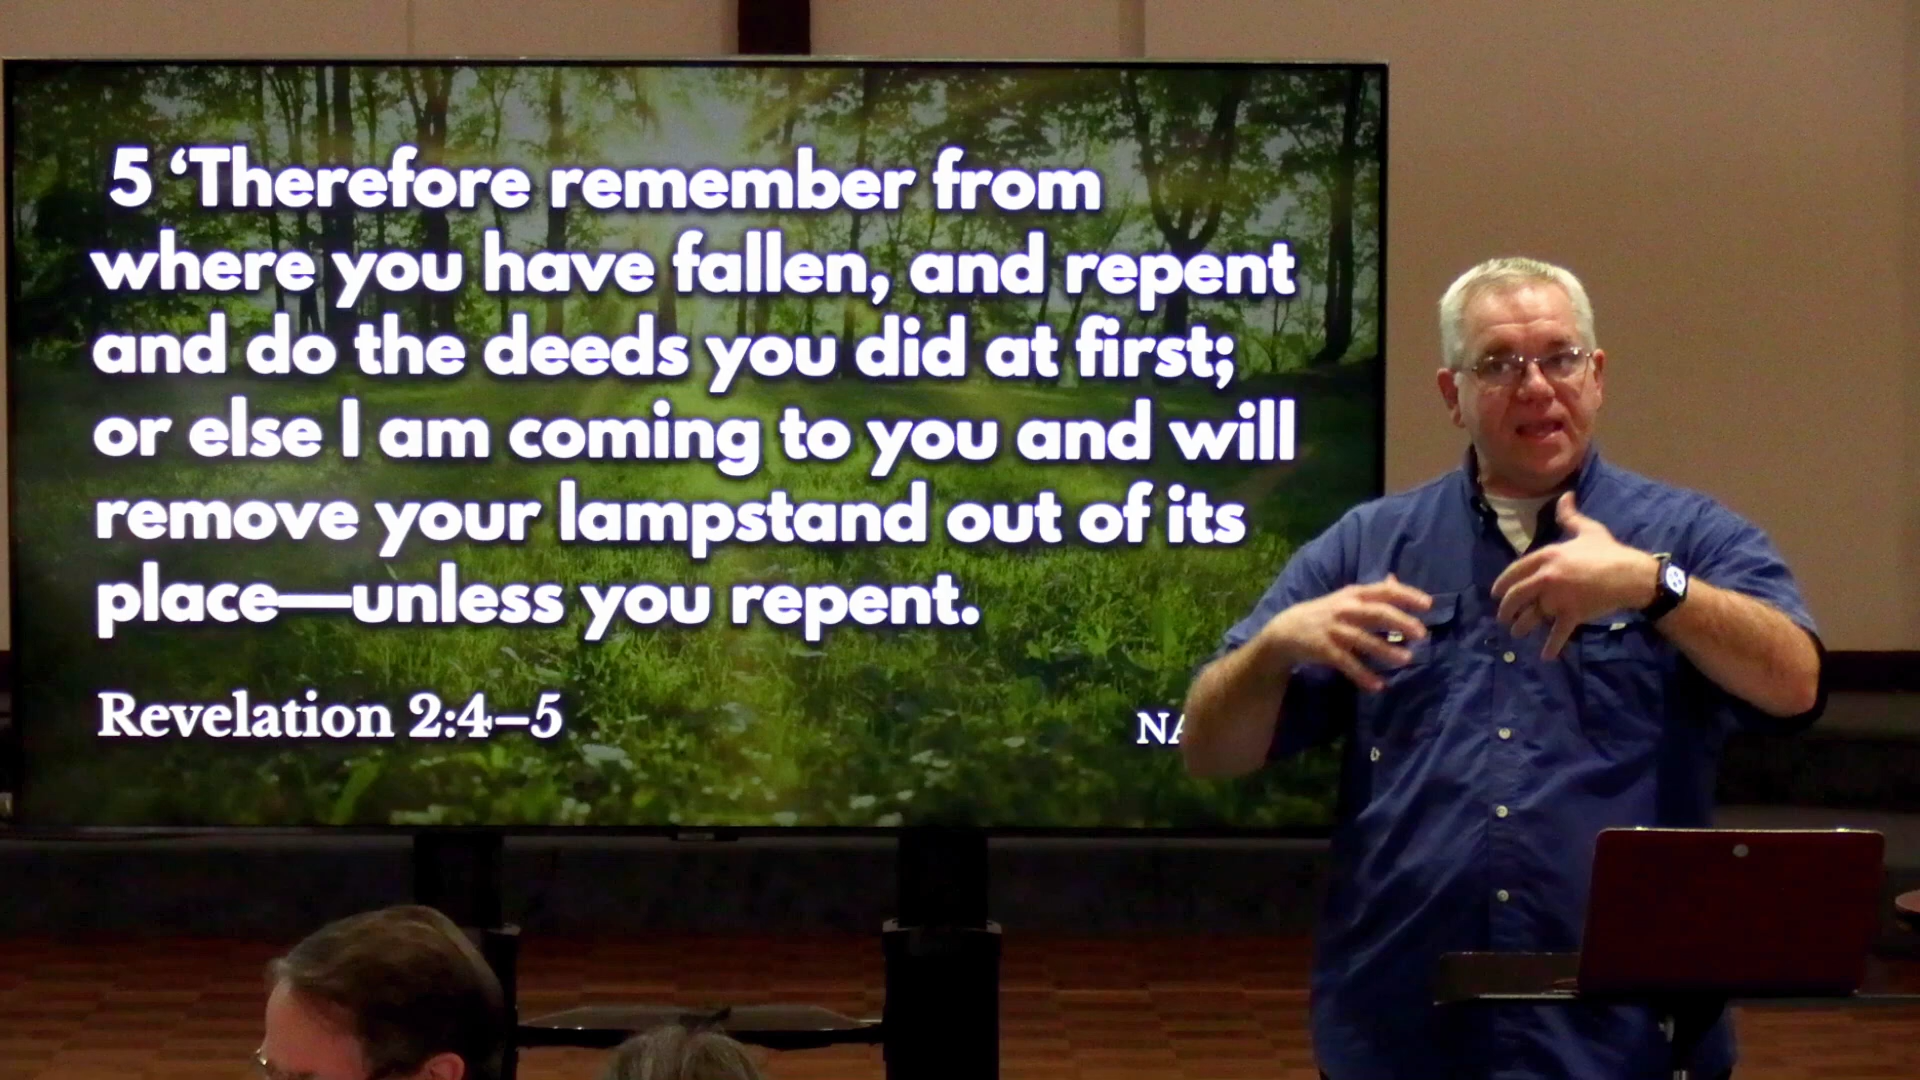 5 ‘Therefore remember from
where you have fallen, and repent
and do the deeds you did at first;
or else I am coming to you and will
remove your lampstand out of its
place—unless you repent.
Revelation 2:4–5